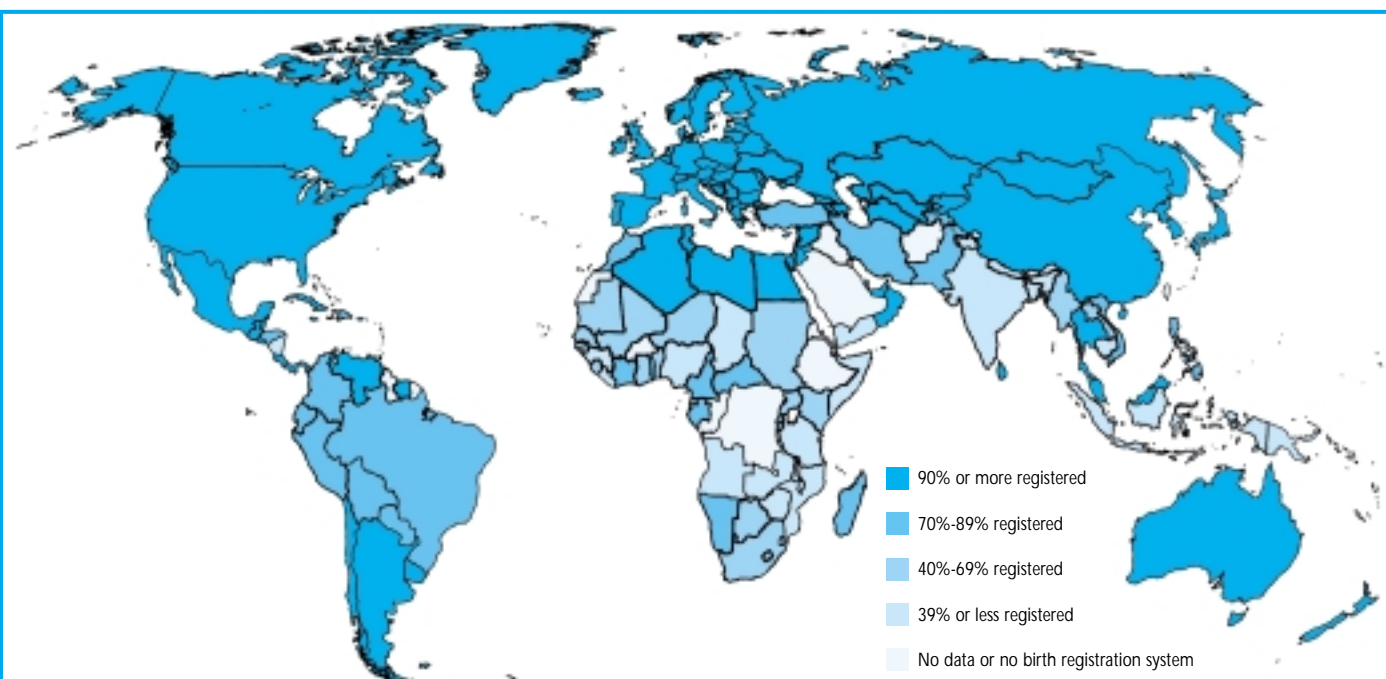 90% or more registered
70%-89% registered
40%-69% registered
39% or less registered
No data or no birth registration system